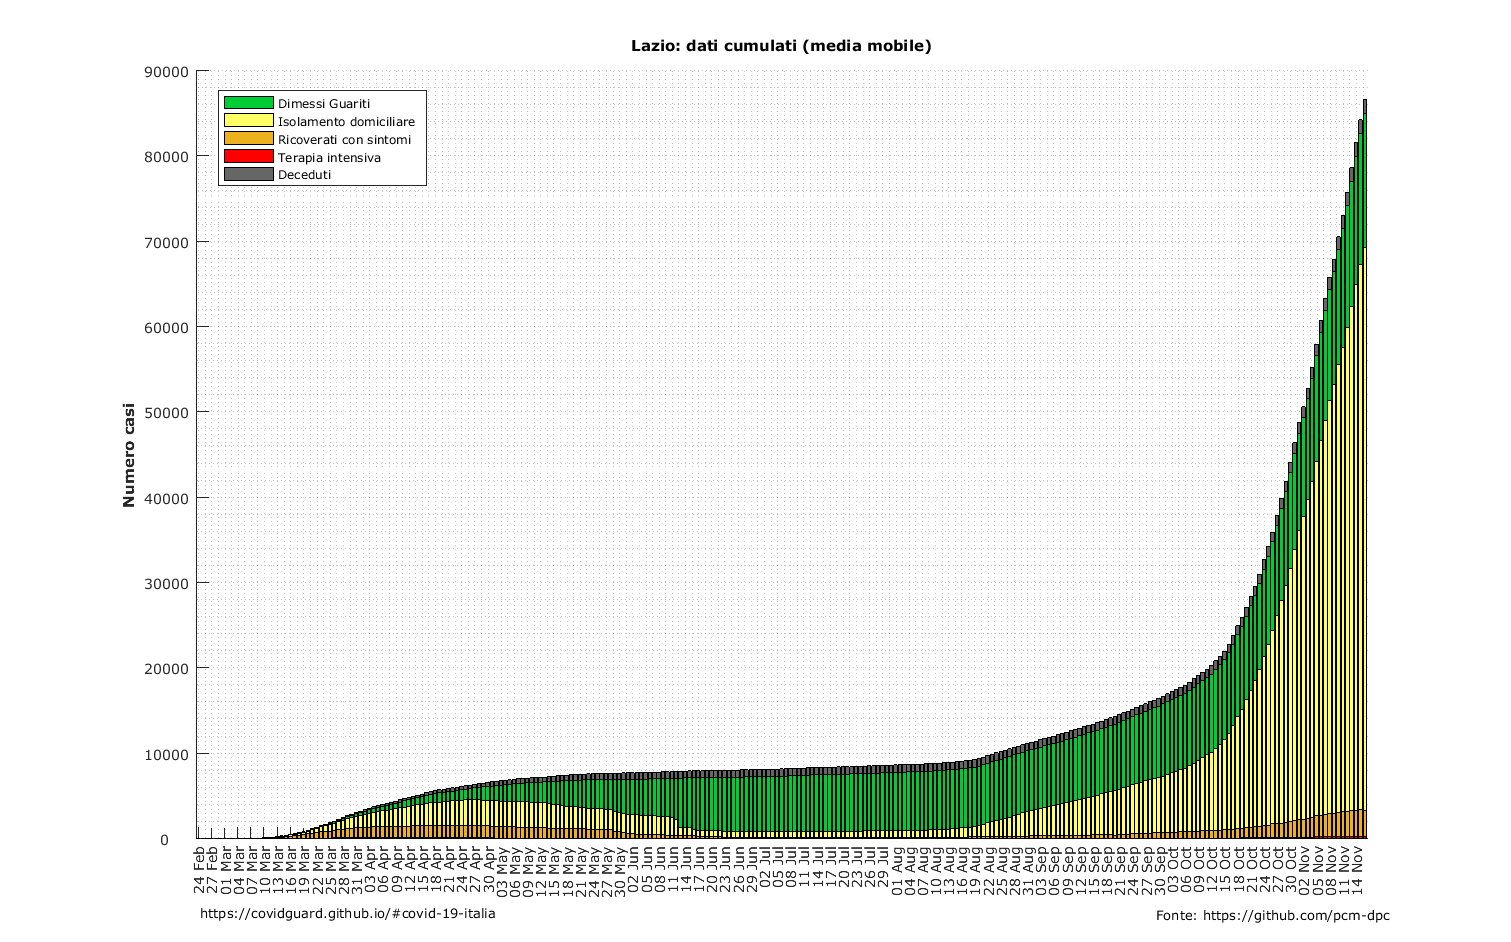 Lazio: dati cumulati (media mobile)
90000
80000
70000
60000
50000
40000
30000
20000
10000
0
Numero casi
Dimessi Guariti
Isolamento domiciliare
Ricoverati con sintomi
Terapia intensiva
Deceduti
24 Feb
27 Feb
01 Mar
04 Mar
07 Mar
10 Mar
13 Mar
16 Mar
19 Mar
22 Mar
25 Mar
28 Mar
31 Mar
03 Apr
06 Apr
09 Apr
12 Apr
15 Apr
18 Apr
21 Apr
24 Apr
27 Apr
30 Apr
03 May
06 May
09 May
12 May
15 May
18 May
21 May
24 May
27 May
30 May
02 Jun
05 Jun
08 Jun
11 Jun
14 Jun
17 Jun
20 Jun
23 Jun
26 Jun
29 Jun
02 Jul
05 Jul
08 Jul
11 Jul
14 Jul
17 Jul
20 Jul
23 Jul
26 Jul
29 Jul
01 Aug
04 Aug
07 Aug
10 Aug
13 Aug
16 Aug
19 Aug
22 Aug
25 Aug
28 Aug
31 Aug
03 Sep
06 Sep
09 Sep
12 Sep
15 Sep
18 Sep
21 Sep
24 Sep
27 Sep
30 Sep
03 Oct
06 Oct
09 Oct
12 Oct
15 Oct
18 Oct
21 Oct
24 Oct
27 Oct
30 Oct
02 Nov
05 Nov
08 Nov
11 Nov
14 Nov
https://covidguard.github.io/#covid-19-italia
Fonte: https://github.com/pcm-dpc